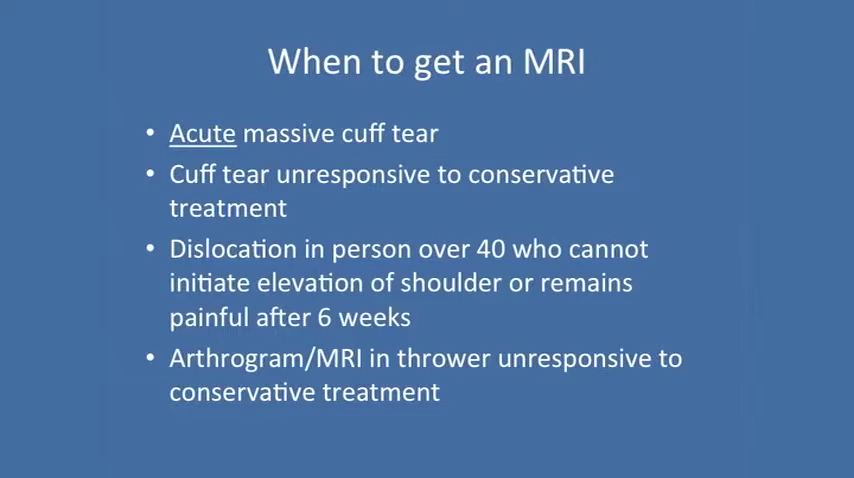 When to get an MRI
• Acute massive cuff tear
• Cuff tear unresponsive to conservative
treatment
• Dislocation in person over 40 who cannot
initiate elevation of shoulder or remains
painful after 6 weeks
• Arthrogram/MRI in thrower unresponsive to
conservative treatment